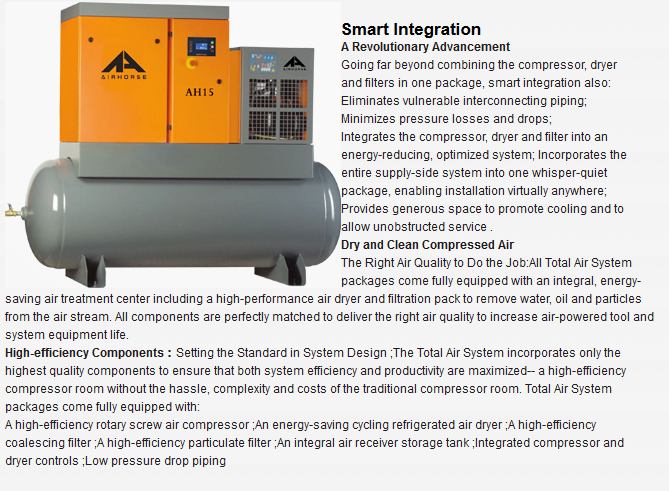 AIRHORSE
AIRHORSE
AH15
Smart Integration
A Revolutionary Advancement
Going far beyond combining the compressor, dryer
and filters in one package, smart integration also:
Eliminates vulnerable interconnecting piping;
Minimizes pressure losses and drops;
Integrates the compressor, dryer and filter into an
energy-reducing, optimized system; Incorporates the
entire supply-side system into one whisper-quiet
package, enabling installation virtually anywhere;
Provides generous space to promote cooling and to
allow unobstructed service .
Dry and Clean Compressed Air
The Right Air Quality to Do the Job:All Total Air System
packages come fully equipped with an integral, energy-
saving air treatment center including a high-performance air dryer and filtration pack to remove water, oil and particles
from the air stream. All components are perfectly matched to deliver the right air quality to increase air-powered tool and
system equipment life.
High-efficiency Components：Setting the Standard in System Design ;The Total Air System incorporates only the
highest quality components to ensure that both system efficiency and productivity are maximized-- a high-efficiency
compressor room without the hassle, complexity and costs of the traditional compressor room. Total Air System
packages come fully equipped with:
A high-efficiency rotary screw air compressor ;An energy-saving cycling refrigerated air dryer ;A high-efficiency
coalescing filter ;A high-efficiency particulate filter ;An integral air receiver storage tank ;Integrated compressor and
dryer controls ;Low pressure drop piping